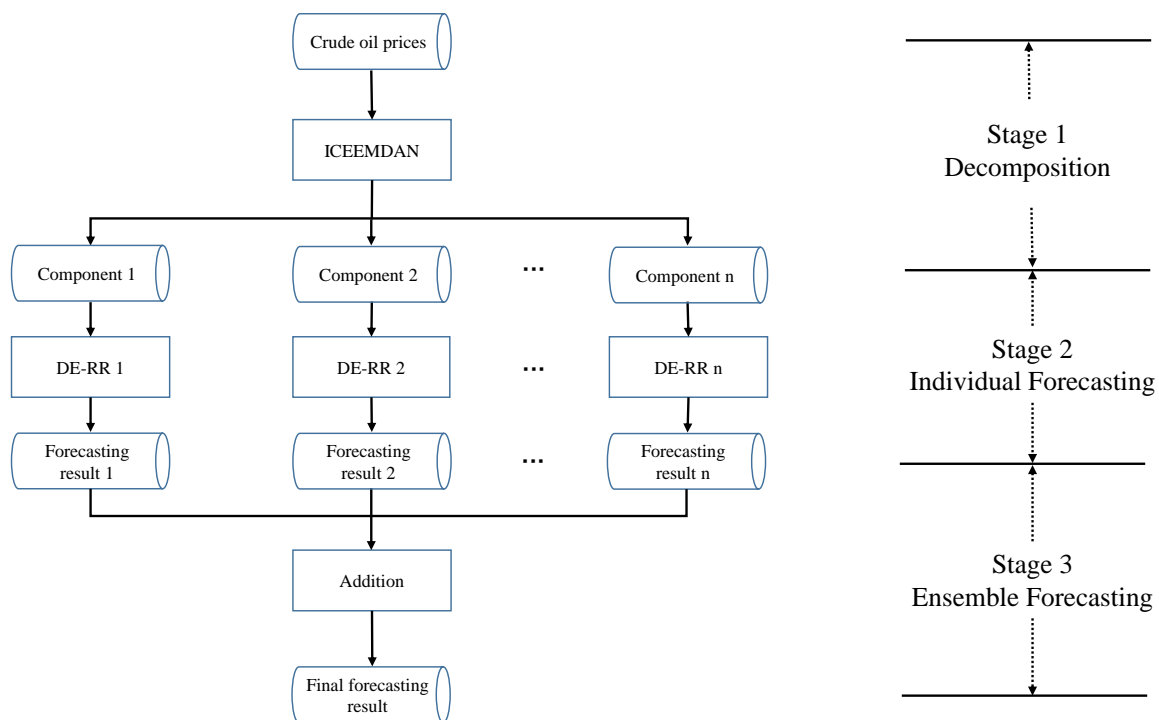 Crude oil prices
ICEEMDAN
Component 1
Component 2
...
Component n
DE-RR 1
DE-RR 2
...
DE-RR n
Forecasting
result 1
Forecasting
result 2
...
Forecasting
result n
Addition
Final forecasting
result
Stage 1
Decomposition
Stage 2
Individual Forecasting
Stage 3
Ensemble Forecasting